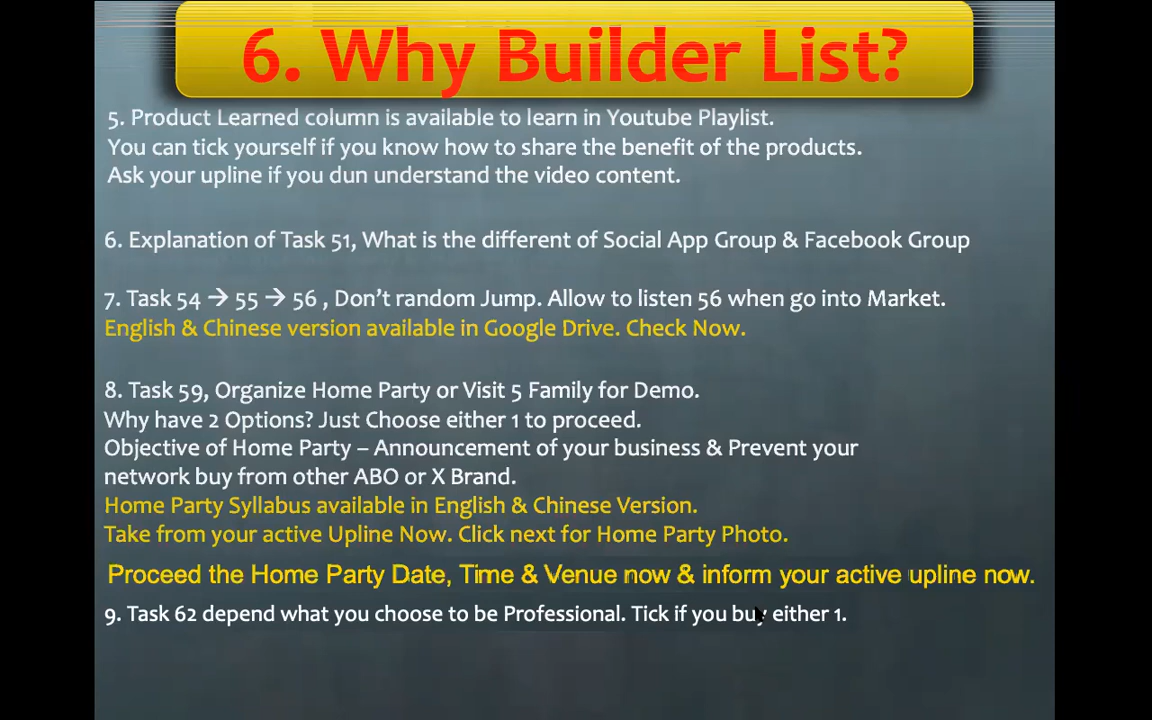 6. Why Builder List?
5. Product Learned column is available to learn in Youtube Playlist.
You can tick yourself if you know how to share the benefit of the products.
Ask your upline if you dun understand the video content.
6. Explanation of Task 51, What is the different of Social App Group & Facebook Group
7. Task 54 → 55 → 56 , Don't random Jump. Allow to listen 56 when go into Market.
English & Chinese version available in Google Drive. Check Now.
8. Task 59, Organize Home Party or Visit 5 Family for Demo.
Why have 2 Options? Just Choose either 1 to proceed.
Objective of Home Party – Announcement of your business & Prevent your
network buy from other ABO or X Brand.
Home Party Syllabus available in English & Chinese Version.
Take from your active Upline Now. Click next for Home Party Photo.
Proceed the Home Party Date, Time & Venue now & inform your active upline now.
9. Task 62 depend what you choose to be Professional. Tick if you buy either 1.